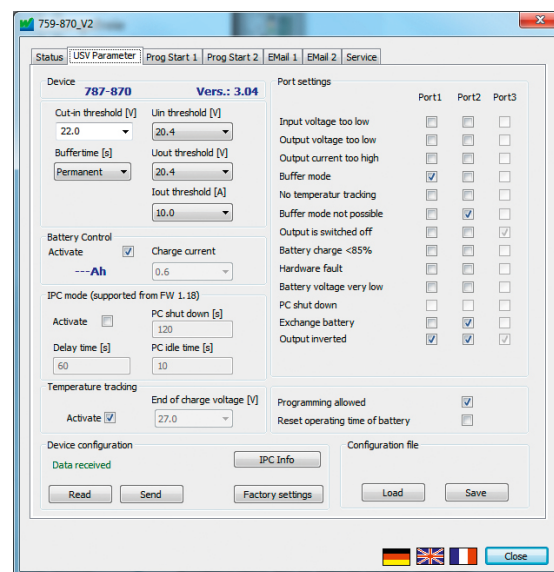 759-870_V2
Status USV Parameter Prog Start 1 Prog Start 2 EMail 1 EMail 2 Service
Device
787-870 Vers.: 3.04
Cut-in threshold [V] Uin threshold [V]
22.0 20.4
Buffertime [s] Uout threshold [V]
Permanent 20.4
Iout threshold [A]
10.0
Battery Control
Activate Charge current
---Ah 0.6
IPC mode (supported from FW 1.18)
Activate PC shut down [s]
120
Delay time [s] PC idle time [s]
60 10
Temperature tracking
End of charge voltage [V]
Activate 27.0
Device configuration
Data received IPC Info
Read Send Factory settings
Port settings
Port1 Port2 Port3
Input voltage too low
Output voltage too low
Output current too high
Buffer mode
No temperatur tracking
Buffer mode not possible
Output is switched off
Battery charge <85%
Hardware fault
Battery voltage very low
PC shut down
Exchange battery
Output inverted
Programming allowed
Reset operating time of battery
Configuration file
Load Save
Close